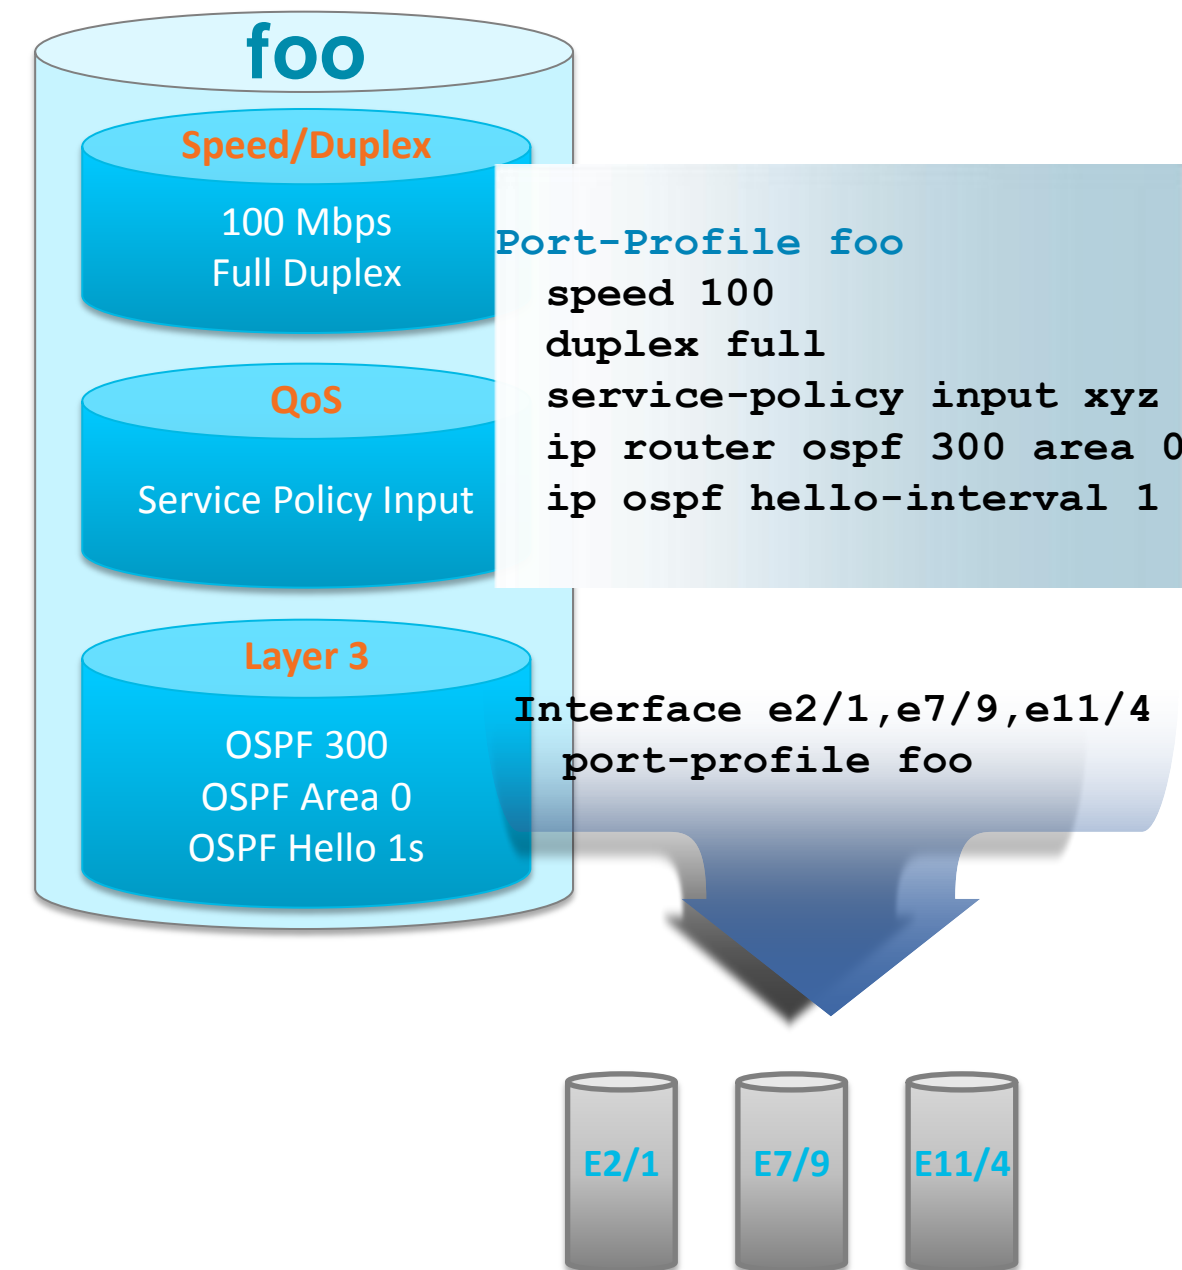 foo
Speed/Duplex
100 Mbps
Full Duplex
QoS
Service Policy Input
Layer 3
OSPF 300
OSPF Area 0
OSPF Hello 1s
Port-Profile foo
speed 100
duplex full
service-policy input xyz
ip router ospf 300 area 0
ip ospf hello-interval 1
Interface e2/1,e7/9,e11/4
port-profile foo
E2/1
E7/9
E11/4